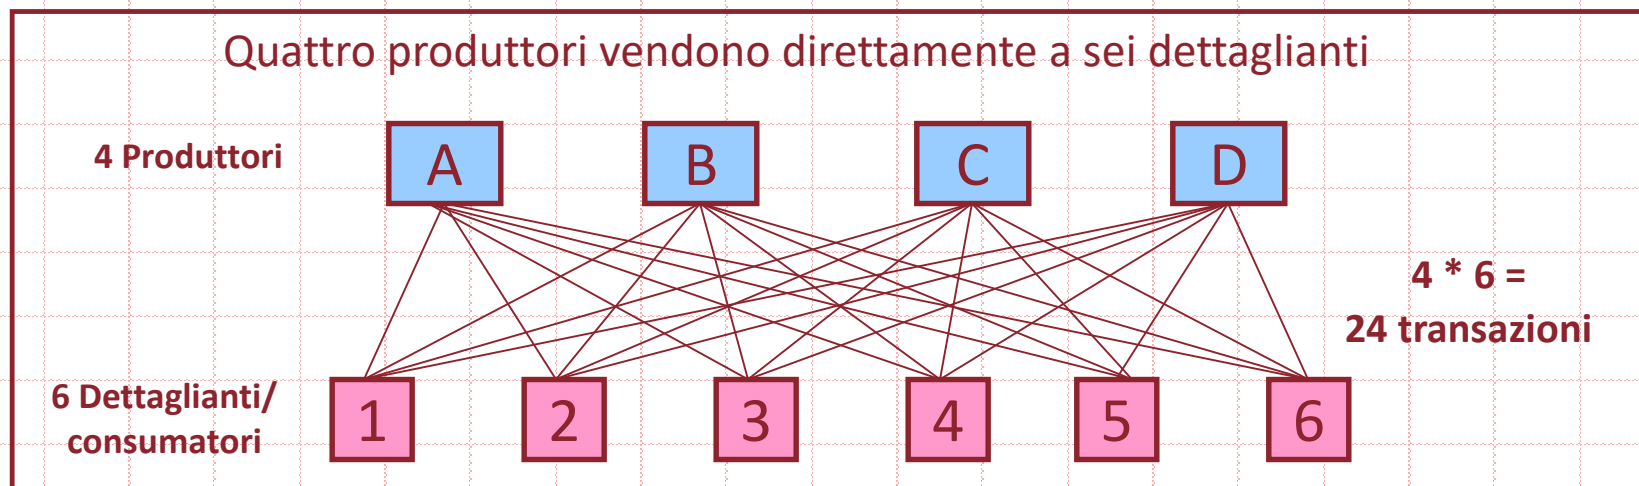 Quattro produttori vendono direttamente a sei dettaglianti
4 Produttori
A
B
C
D
4 * 6 =
24 transazioni
6 Dettaglianti/
consumatori
1
2
3
4
5
6